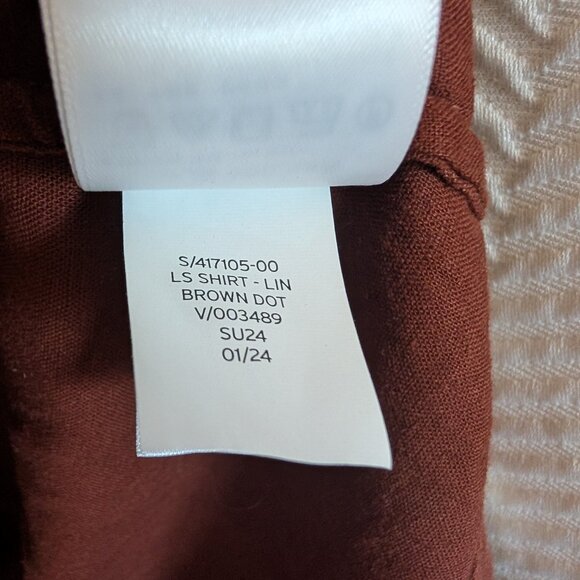 S/417105-00
LS SHIRT - LIN
BROWN DOT
V/003489
SU24
01/24